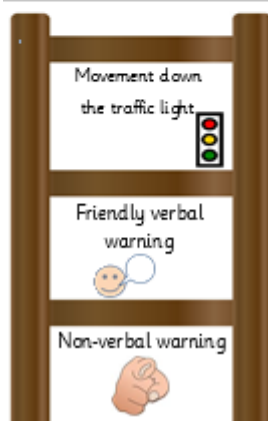 Movement down
the traffic light
Friendly verbal
warning
Non-verbal warning